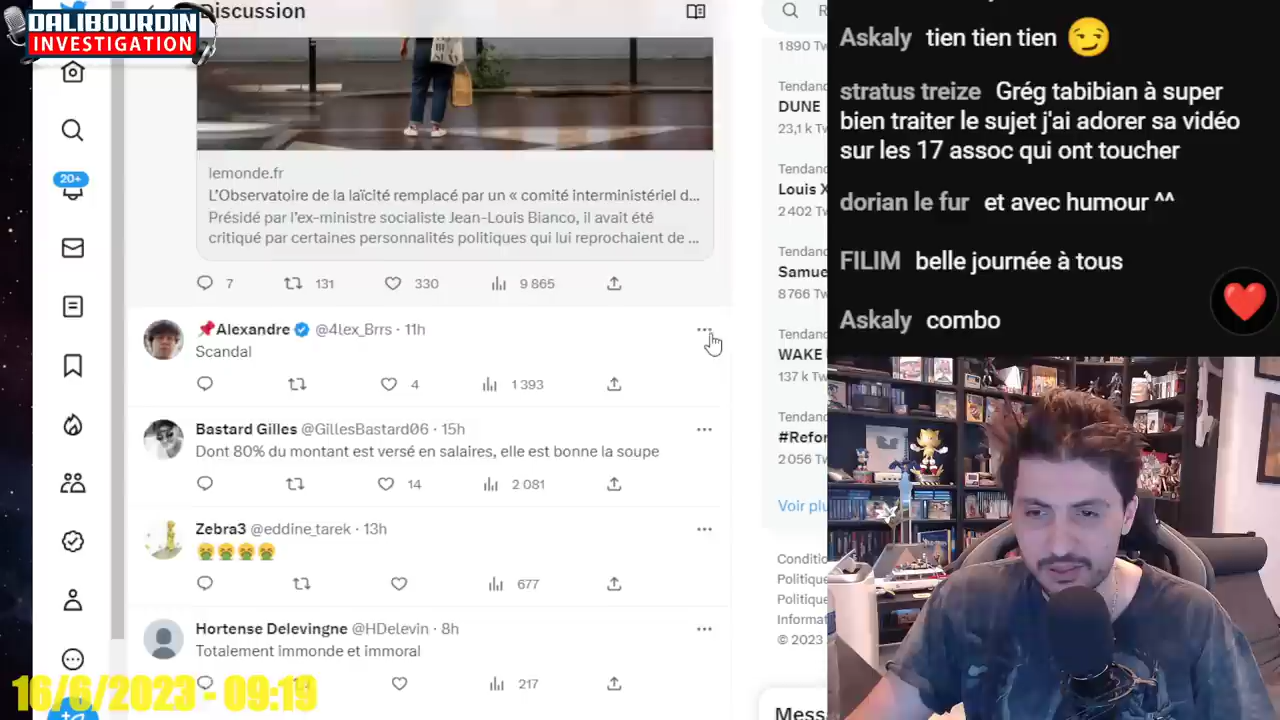 DALIBOURDIN
INVESTIGATION
Discussion
lemonde.fr
L'Observatoire de la laïcité remplacé par un « comité interministériel d...
Présidé par l'ex-ministre socialiste Jean-Louis Bianco, il avait été
critiqué par certaines personnalités politiques qui lui reprochaient de ...
7 131 330 9 865
20+
📌Alexandre @4lex_Brrs · 11h
Scandal
4 1 393
Bastard Gilles @GillesBastard06 · 15h
Dont 80% du montant est versé en salaires, elle est bonne la soupe
14 2 081
Zebra3 @eddine_tarek · 13h
🤮🤮🤮🤮
677
Hortense Delevingne @HDelevin · 8h
Totalement immonde et immoral
217
16/6/2023 - 09:19
R
1 890 Tw
Tendanc
DUNE
23,1 k Tw
Tendanc
Louis X
2 402 Tw
Tendanc
Samue
8 766 Tw
Tendanc
WAKE
137 k Tw
Tendanc
#Refor
2 056 Tw
Voir plu
Conditio
Politique
Politique
Informat
© 2023
Mess
Askaly tien tien tien 😏
stratus treize Grég tabibian à super
bien traiter le sujet j'ai adorer sa vidéo
sur les 17 assoc qui ont toucher
dorian le fur et avec humour ^^
FILIM belle journée à tous
Askaly combo